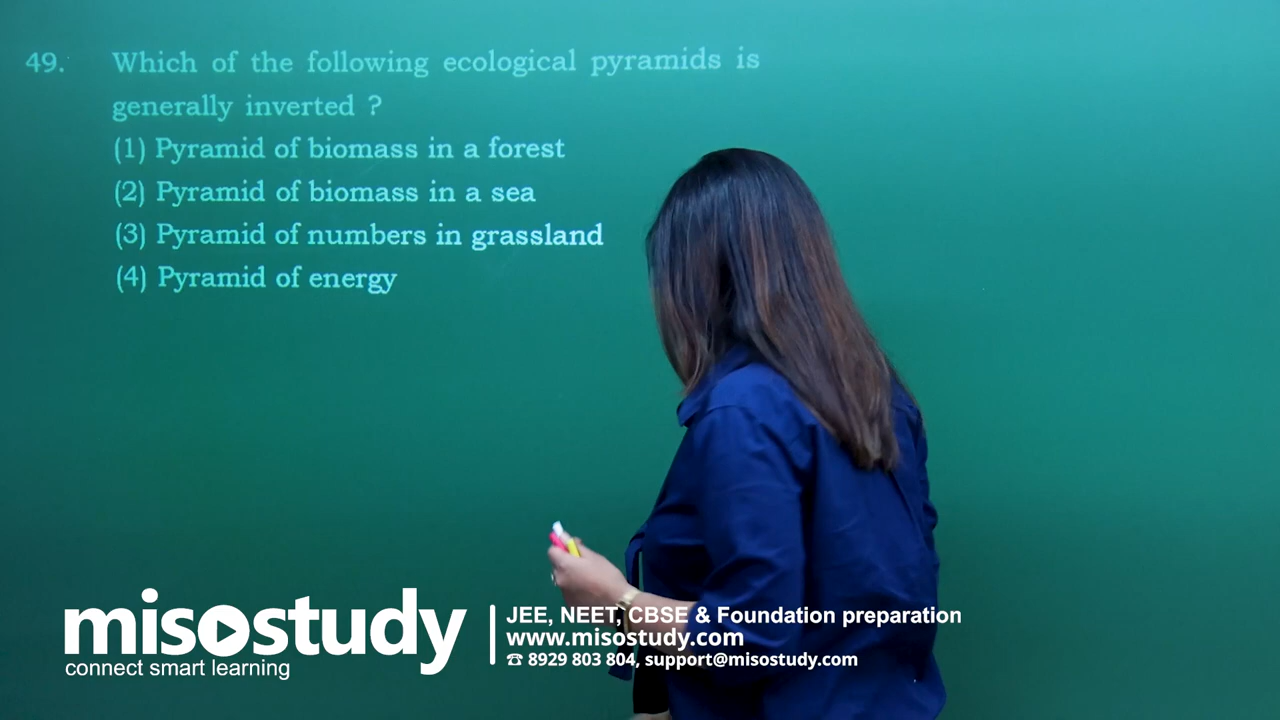 49. Which of the following ecological pyramids is
generally inverted ?
(1) Pyramid of biomass in a forest
(2) Pyramid of biomass in a sea
(3) Pyramid of numbers in grassland
(4) Pyramid of energy
misostudy
connect smart learning
JEE, NEET, CBSE & Foundation preparation
www.misostudy.com
☎ 8929 803 804, support@misostudy.com